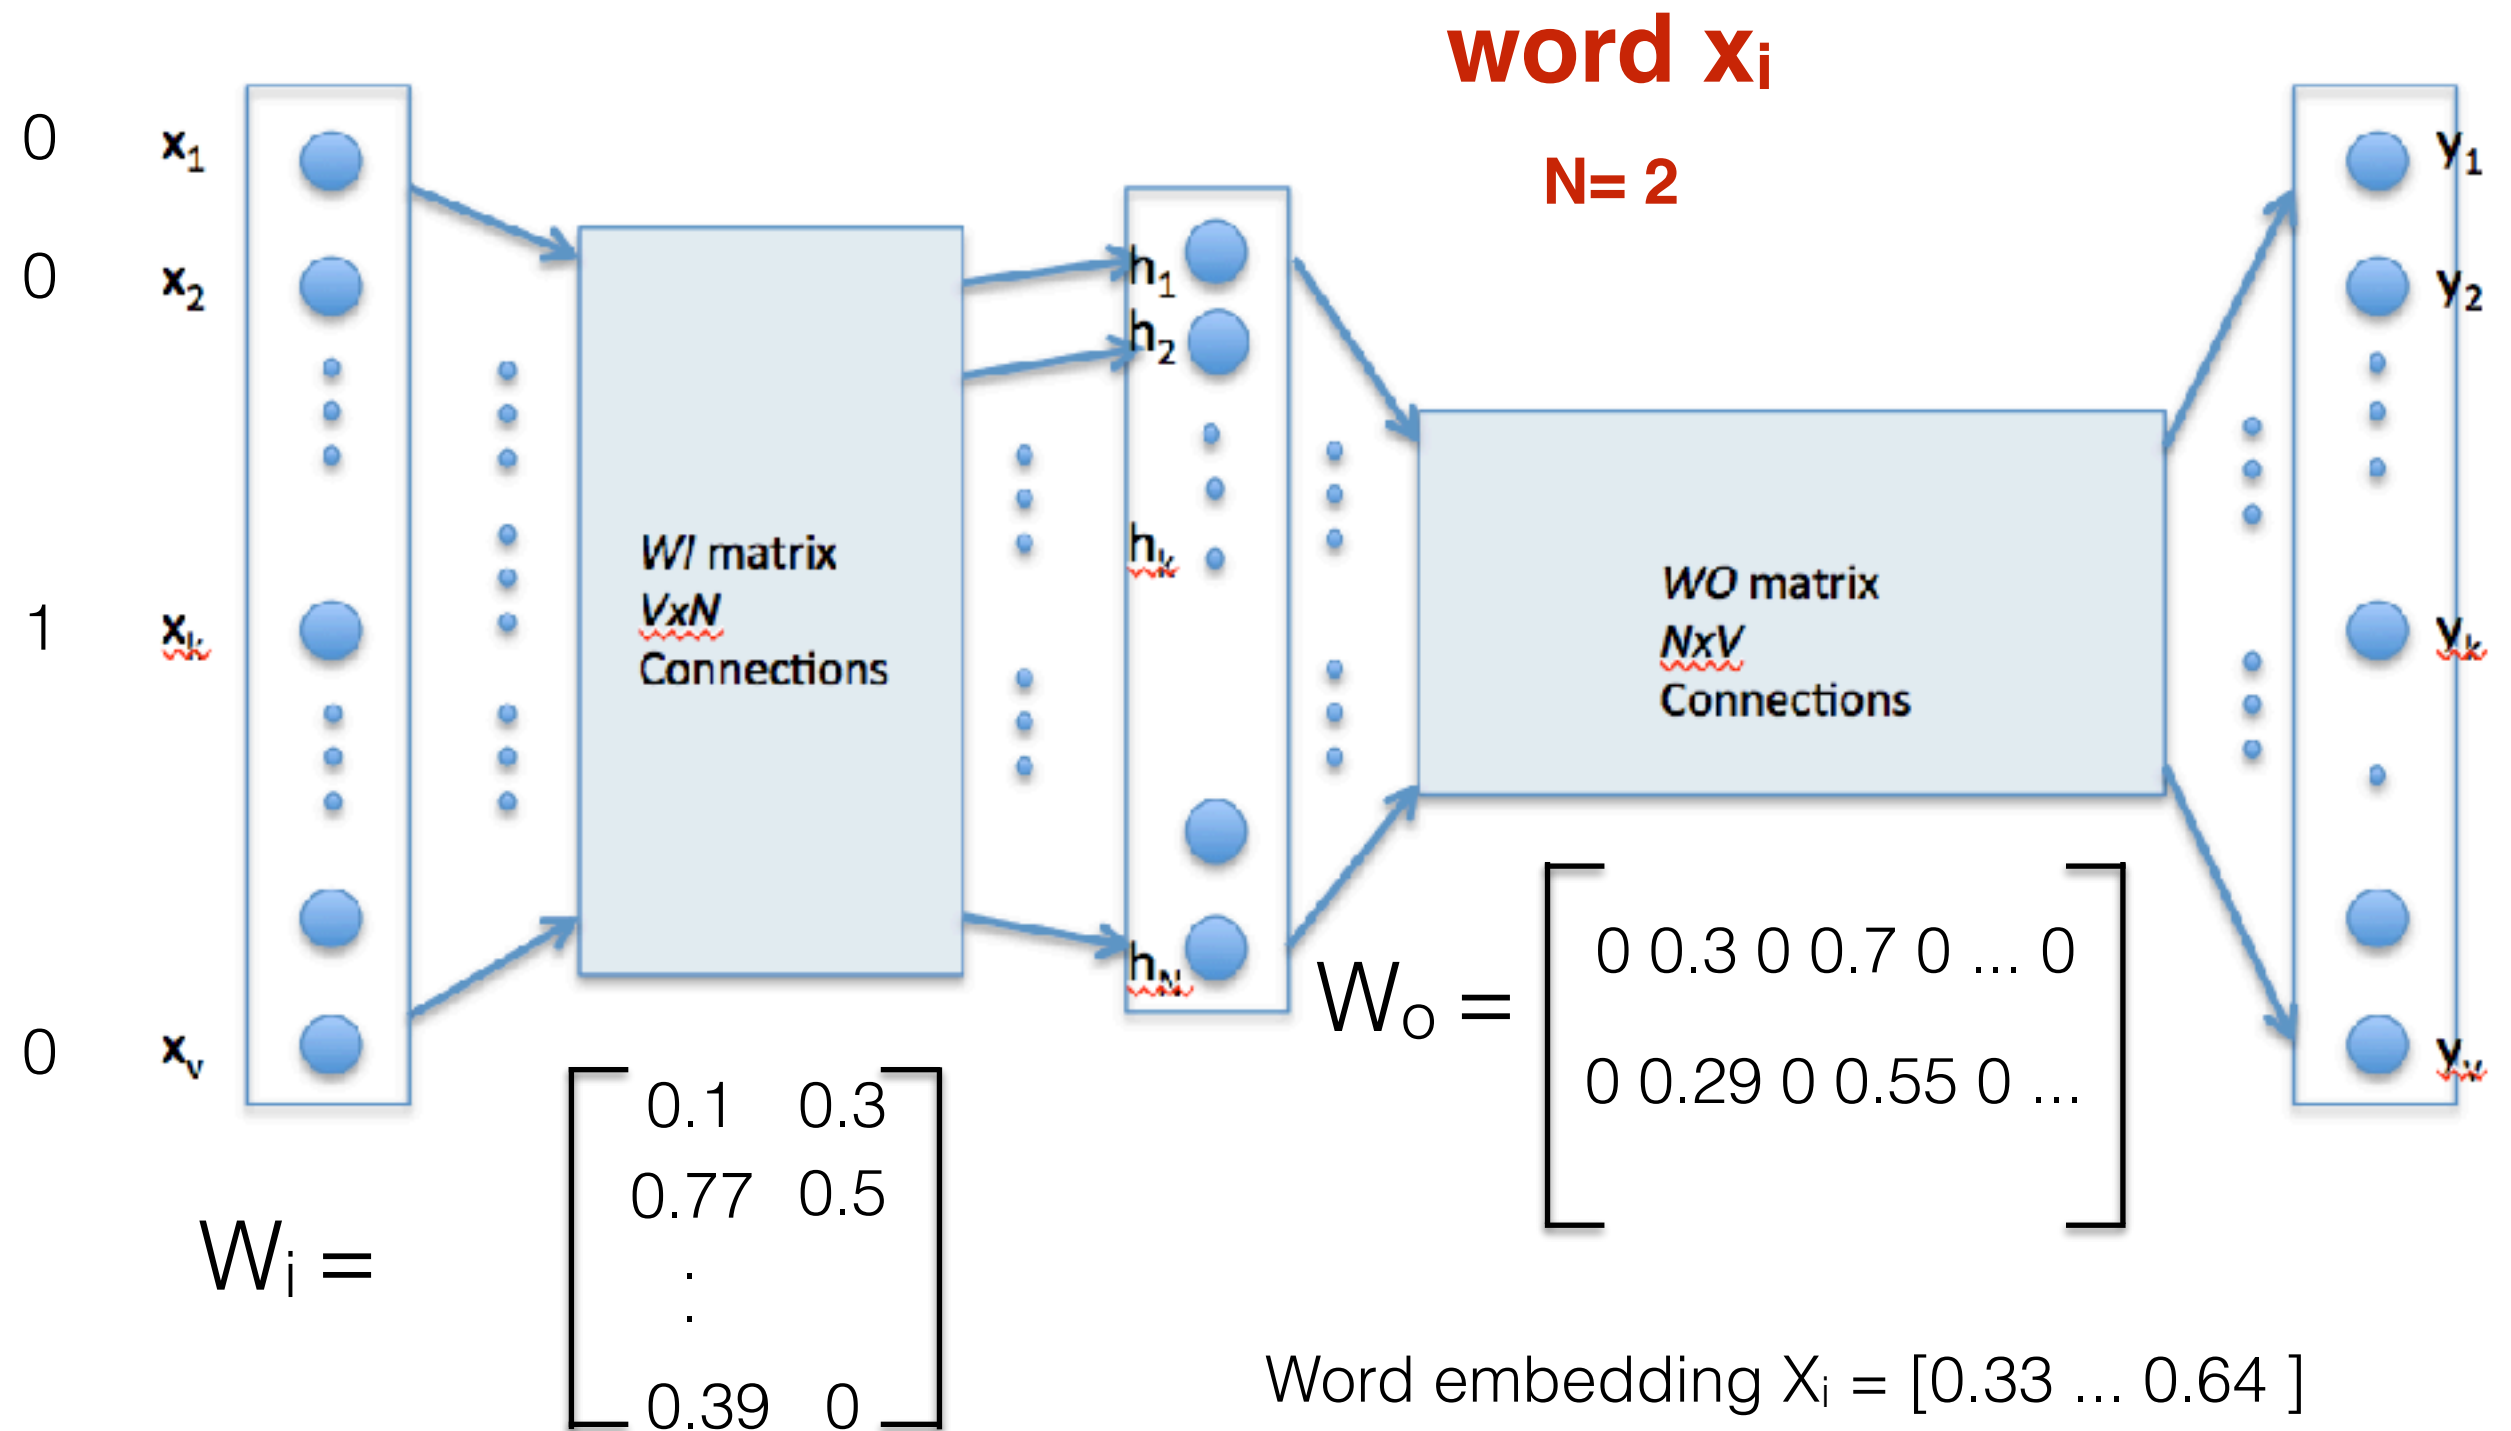 word xi
N= 2
0
x1
0
x2
1
xk
0
xv
WI matrix
VxN
Connections
h1
h2
hk
hN
WO matrix
NxV
Connections
y1
y2
yk
yv
Wi =
0.1 0.3
0.77 0.5
.
.
0.39 0
Wo =
0 0.3 0 0.7 0 ... 0
0 0.29 0 0.55 0 ...
Word embedding Xi = [0.33 ... 0.64 ]